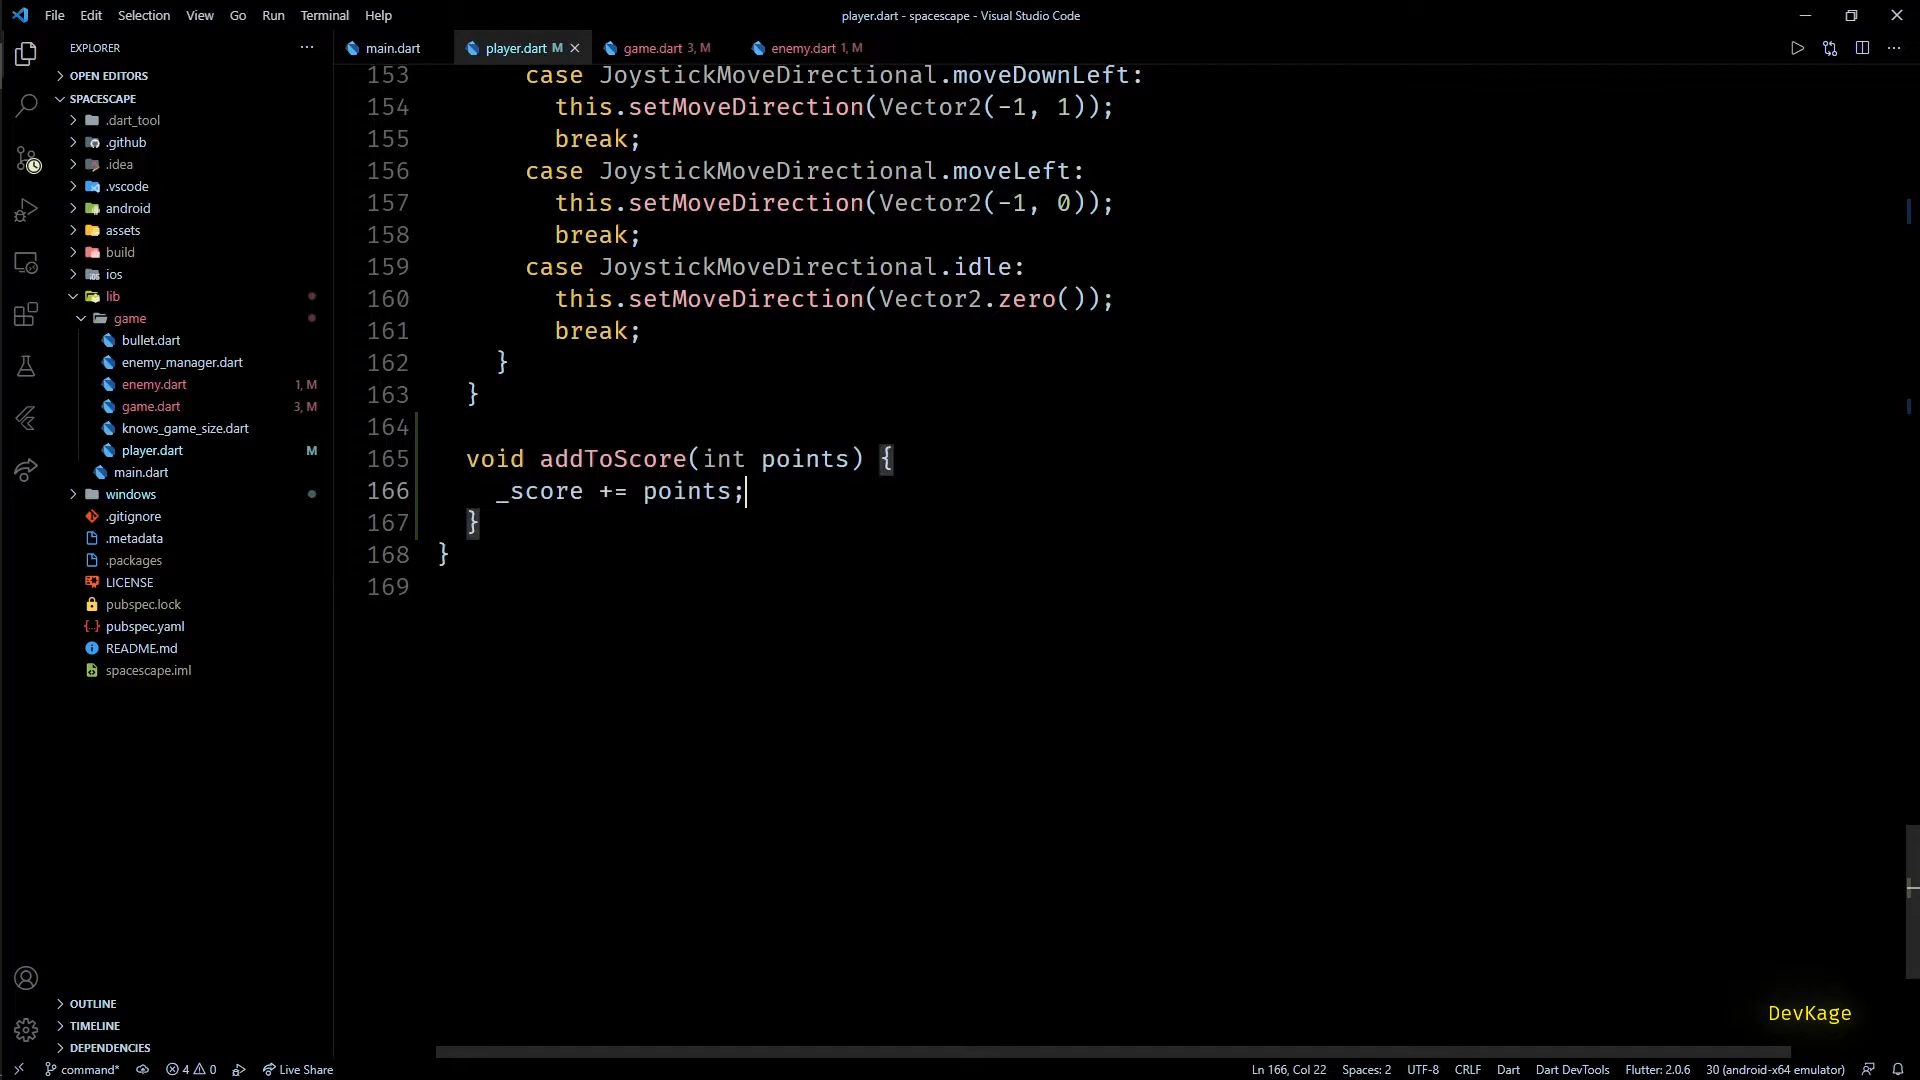 File Edit Selection View Go Run Terminal Help
player.dart - spacescape - Visual Studio Code
EXPLORER
main.dart
player.dart M
game.dart 3, M
enemy.dart 1, M
OPEN EDITORS
SPACESCAPE
.dart_tool
.github
.idea
.vscode
android
assets
build
ios
lib
game
bullet.dart
enemy_manager.dart
enemy.dart 1, M
game.dart 3, M
knows_game_size.dart
player.dart M
main.dart
windows
.gitignore
.metadata
.packages
LICENSE
pubspec.lock
pubspec.yaml
README.md
spacescape.iml
OUTLINE
TIMELINE
DEPENDENCIES
153 case JoystickMoveDirectional.moveDownLeft:
154 this.setMoveDirection(Vector2(-1, 1));
155 break;
156 case JoystickMoveDirectional.moveLeft:
157 this.setMoveDirection(Vector2(-1, 0));
158 break;
159 case JoystickMoveDirectional.idle:
160 this.setMoveDirection(Vector2.zero());
161 break;
162 }
163 }
164
165 void addToScore(int points) {
166 _score += points;
167 }
168 }
169
DevKage
command* 4 0 Live Share
Ln 166, Col 22 Spaces: 2 UTF-8 CRLF Dart Dart DevTools Flutter: 2.0.6 30 (android-x64 emulator)